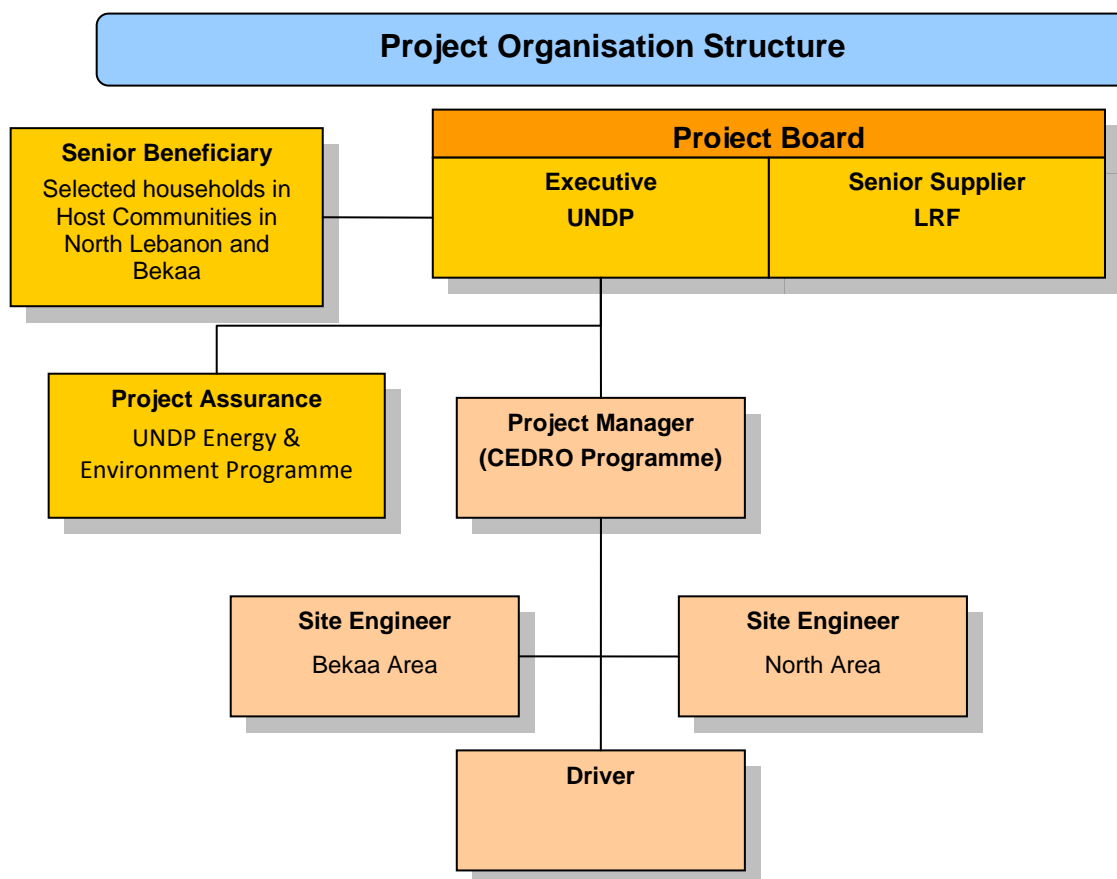 Project Organisation Structure
Senior Beneficiary
Selected households in
Host Communities in
North Lebanon and
Bekaa
Project Board
Executive
UNDP
Senior Supplier
LRF
Project Assurance
UNDP Energy &
Environment Programme
Project Manager
(CEDRO Programme)
Site Engineer
Bekaa Area
Site Engineer
North Area
Driver